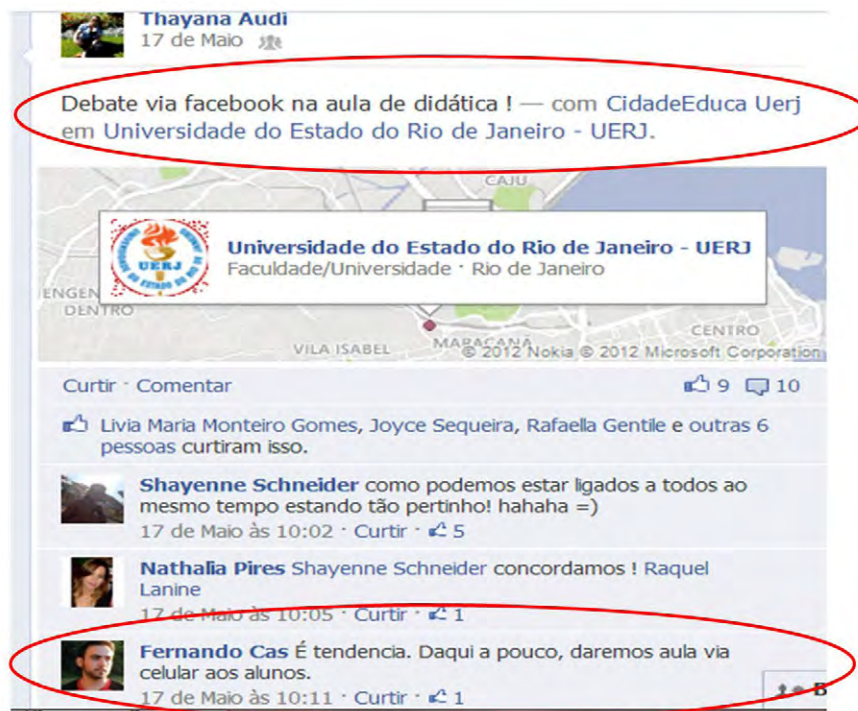 Thayana Audi
17 de Maio
Debate via facebook na aula de didática ! — com CidadeEduca Uerj
em Universidade do Estado do Rio de Janeiro - UERJ.
CAJU
Universidade do Estado do Rio de Janeiro - UERJ
Faculdade/Universidade · Rio de Janeiro
UERJ
ENGEN
DENTRO
CENTRO
VILA ISABEL
MARACANÃ
© 2012 Nokia © 2012 Microsoft Corporation
Curtir · Comentar
9 10
Livia Maria Monteiro Gomes, Joyce Sequeira, Rafaella Gentile e outras 6
pessoas curtiram isso.
Shayenne Schneider como podemos estar ligados a todos ao
mesmo tempo estando tão pertinho! hahaha =)
17 de Maio às 10:02 · Curtir · 5
Nathalia Pires Shayenne Schneider concordamos ! Raquel
Lanine
17 de Maio às 10:05 · Curtir · 1
Fernando Cas É tendencia. Daqui a pouco, daremos aula via
celular aos alunos.
17 de Maio às 10:11 · Curtir · 1
B